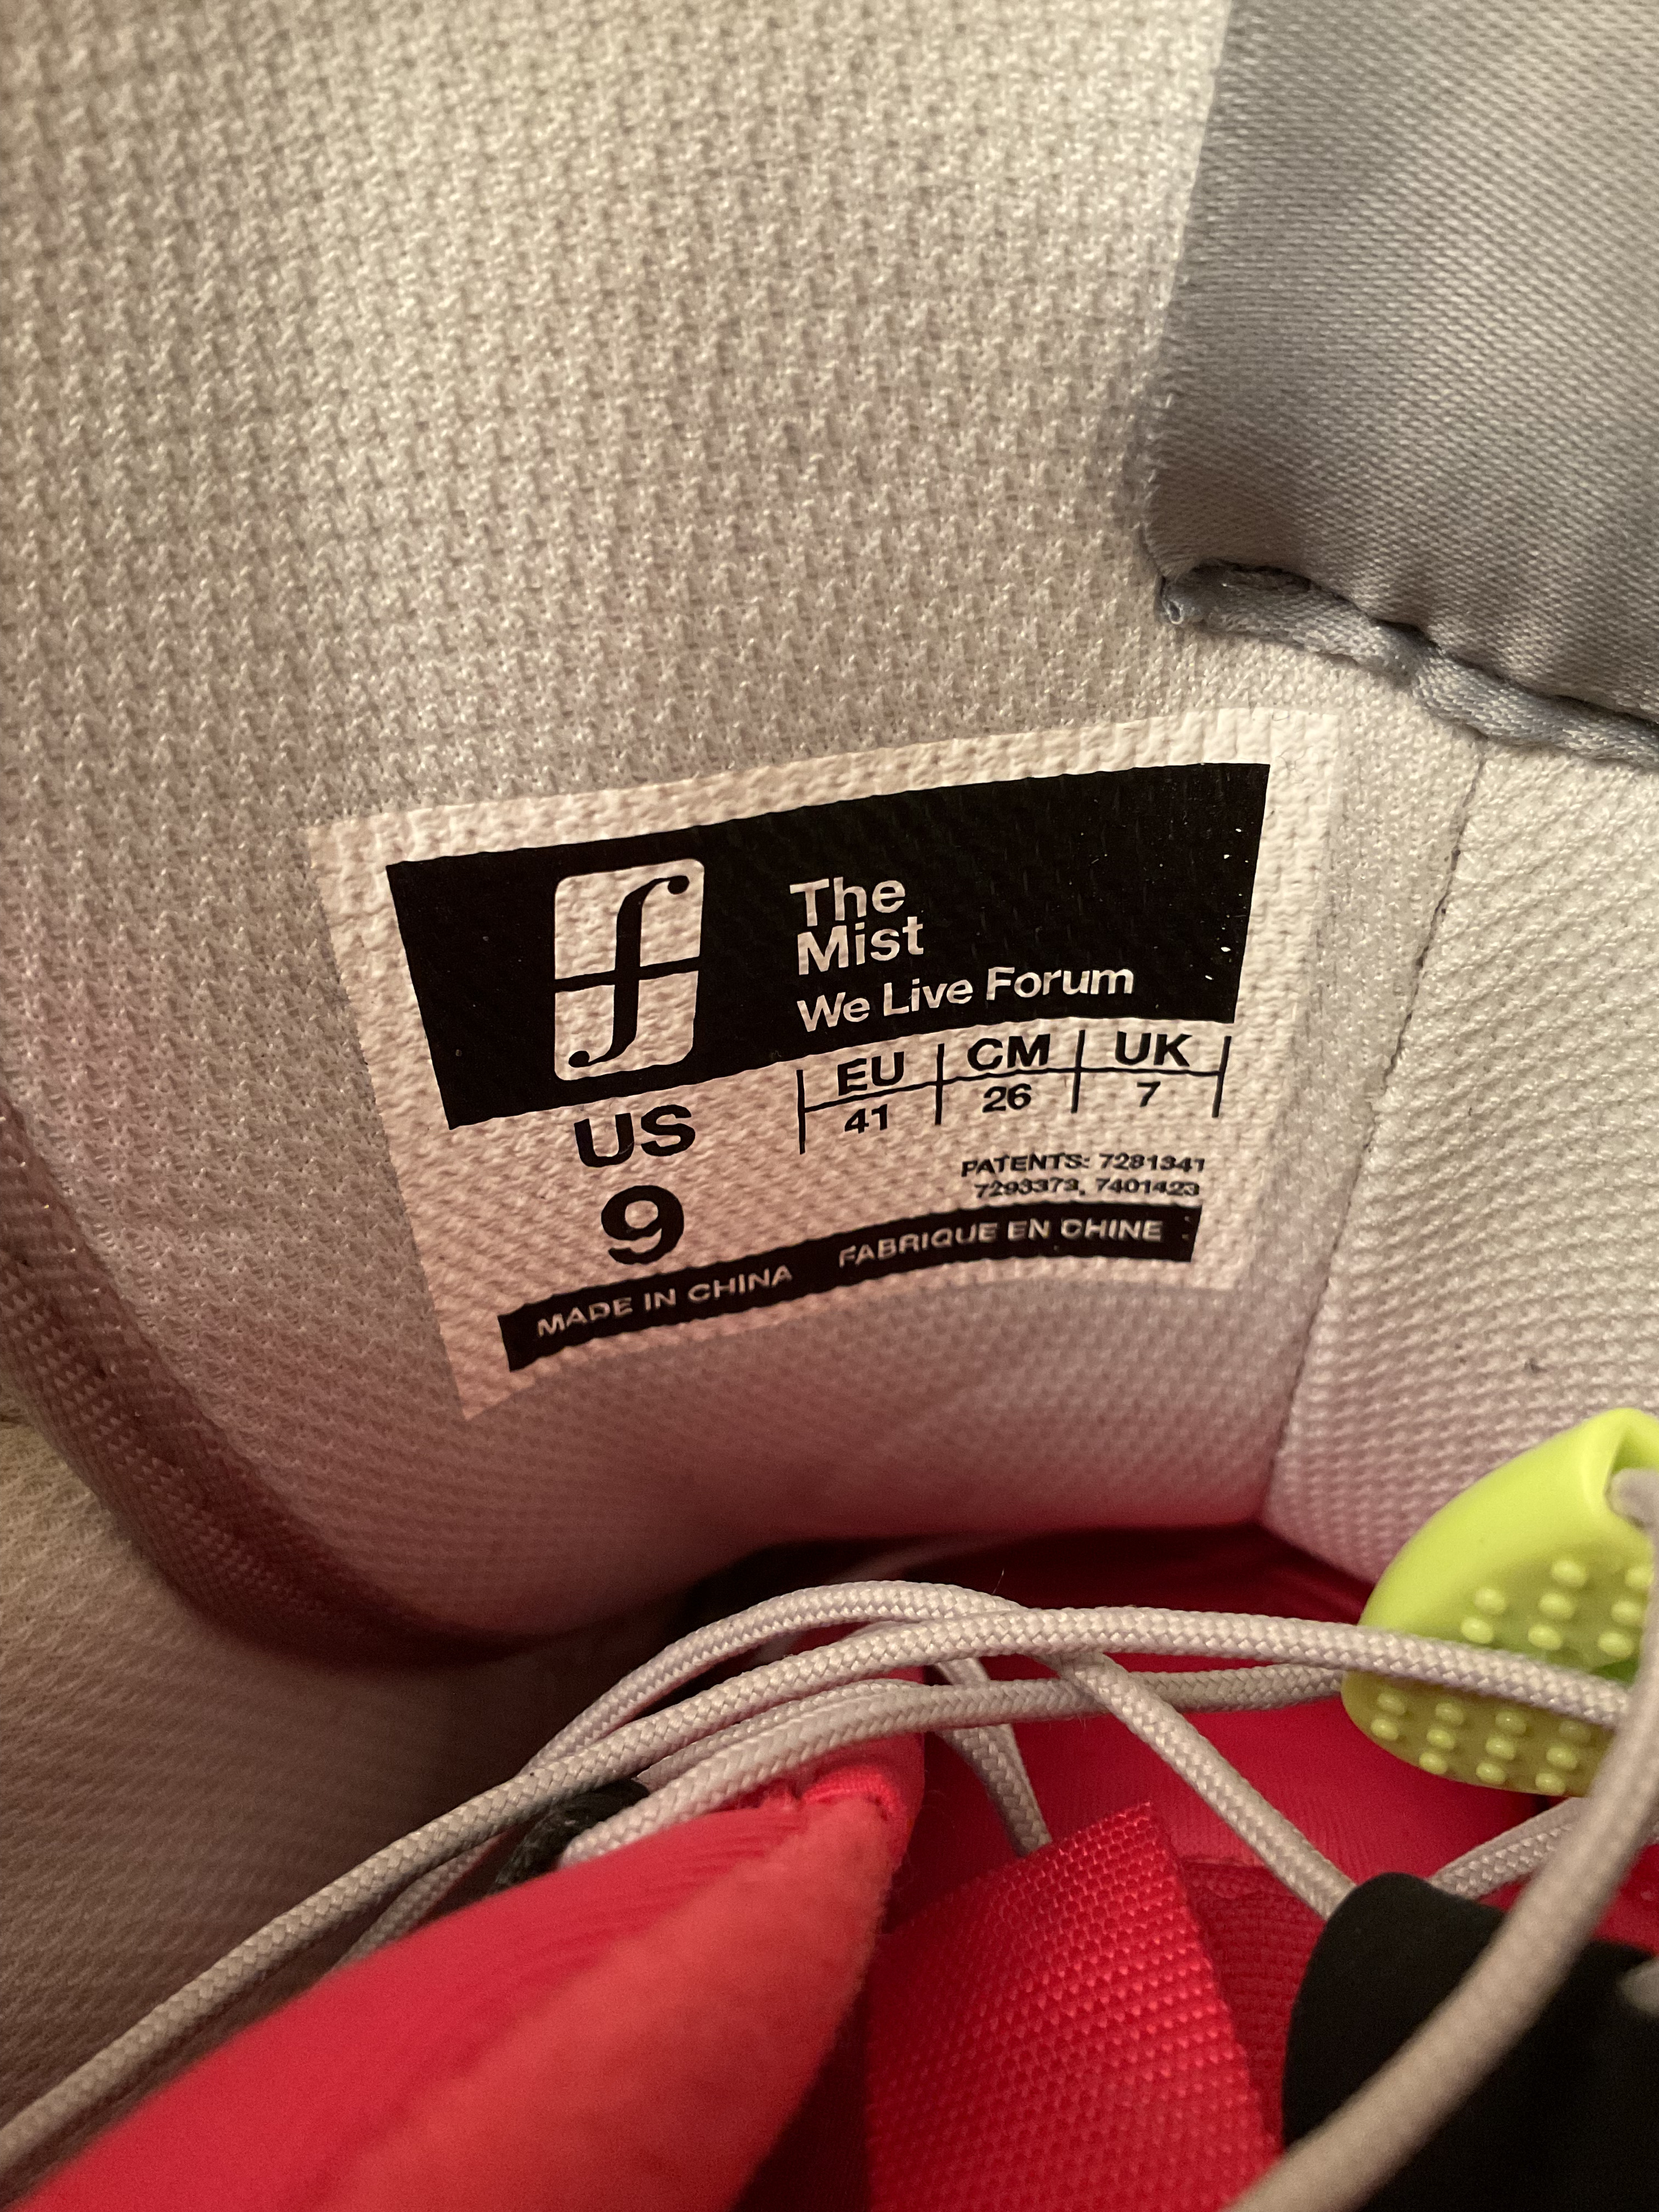 f
The
Mist
We Live Forum
US
9
EU CM UK
41 26 7
PATENTS: 7281341
7293373, 7401423
MADE IN CHINA FABRIQUE EN CHINE